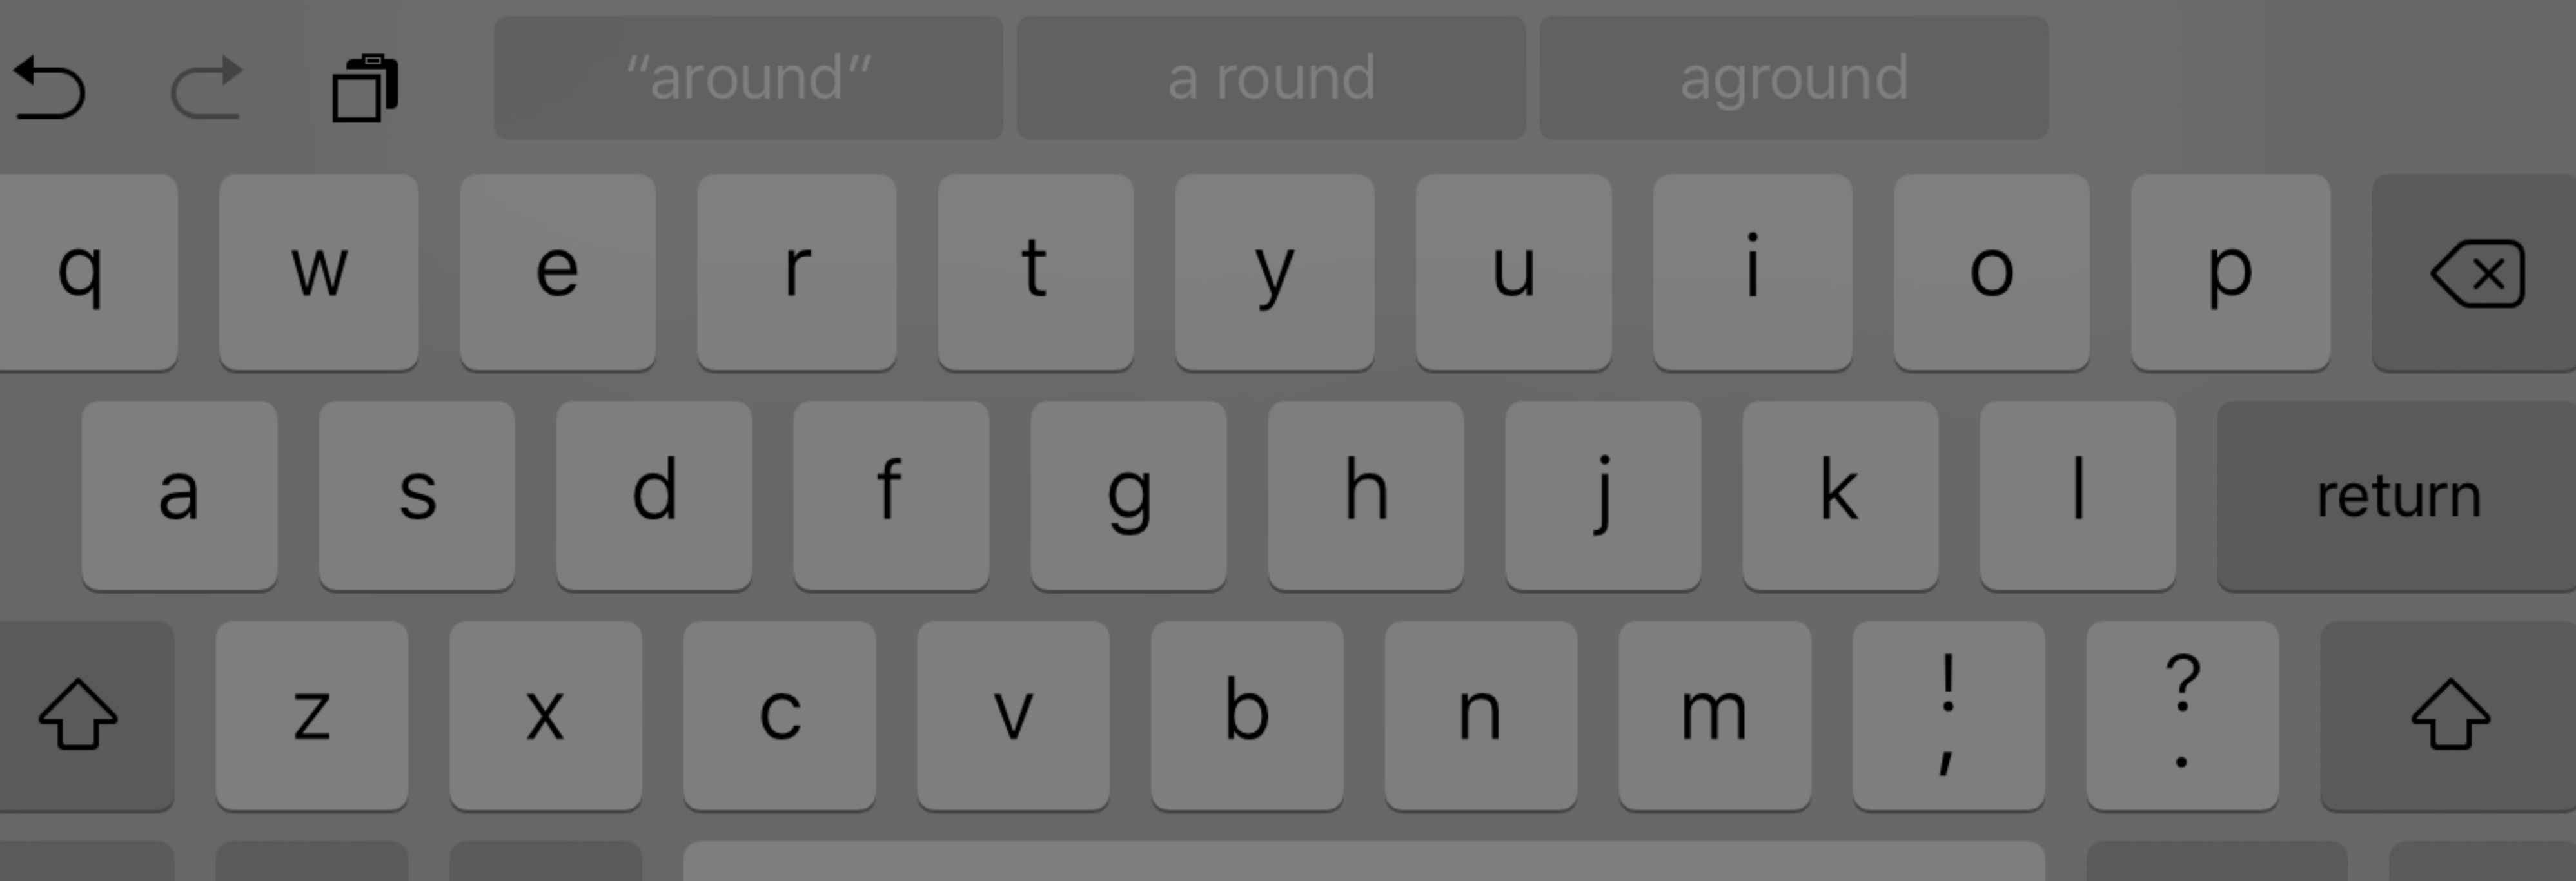 “around” a round aground
q w e r t y u i o p
a s d f g h j k l return
z x c v b n m ! ?
, .